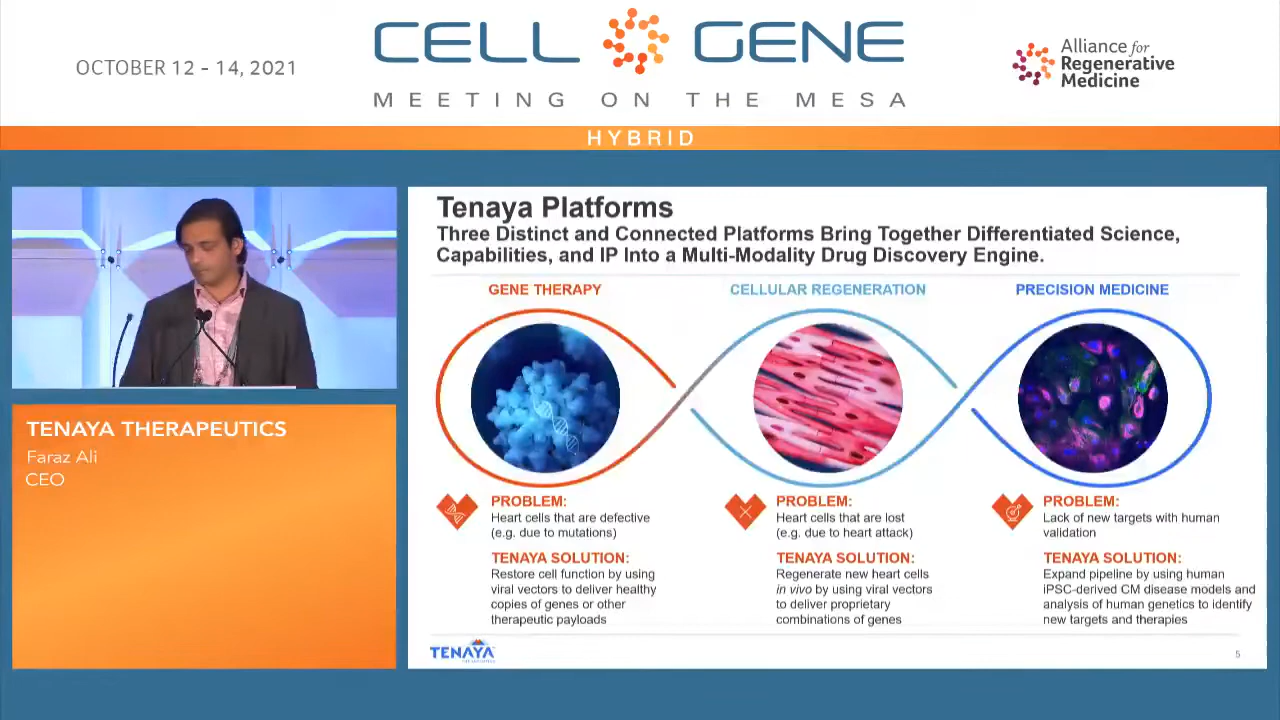 OCTOBER 12 - 14, 2021
CELL GENE
MEETING ON THE MESA
Alliance for
Regenerative
Medicine
HYBRID
TENAYA THERAPEUTICS
Faraz Ali
CEO
Tenaya Platforms
Three Distinct and Connected Platforms Bring Together Differentiated Science,
Capabilities, and IP Into a Multi-Modality Drug Discovery Engine.
GENE THERAPY
PROBLEM:
Heart cells that are defective
(e.g. due to mutations)
TENAYA SOLUTION:
Restore cell function by using
viral vectors to deliver healthy
copies of genes or other
therapeutic payloads
CELLULAR REGENERATION
PROBLEM:
Heart cells that are lost
(e.g. due to heart attack)
TENAYA SOLUTION:
Regenerate new heart cells
in vivo by using viral vectors
to deliver proprietary
combinations of genes
PRECISION MEDICINE
PROBLEM:
Lack of new targets with human
validation
TENAYA SOLUTION:
Expand pipeline by using human
iPSC-derived CM disease models and
analysis of human genetics to identify
new targets and therapies
TENAYA
THERAPEUTICS
5